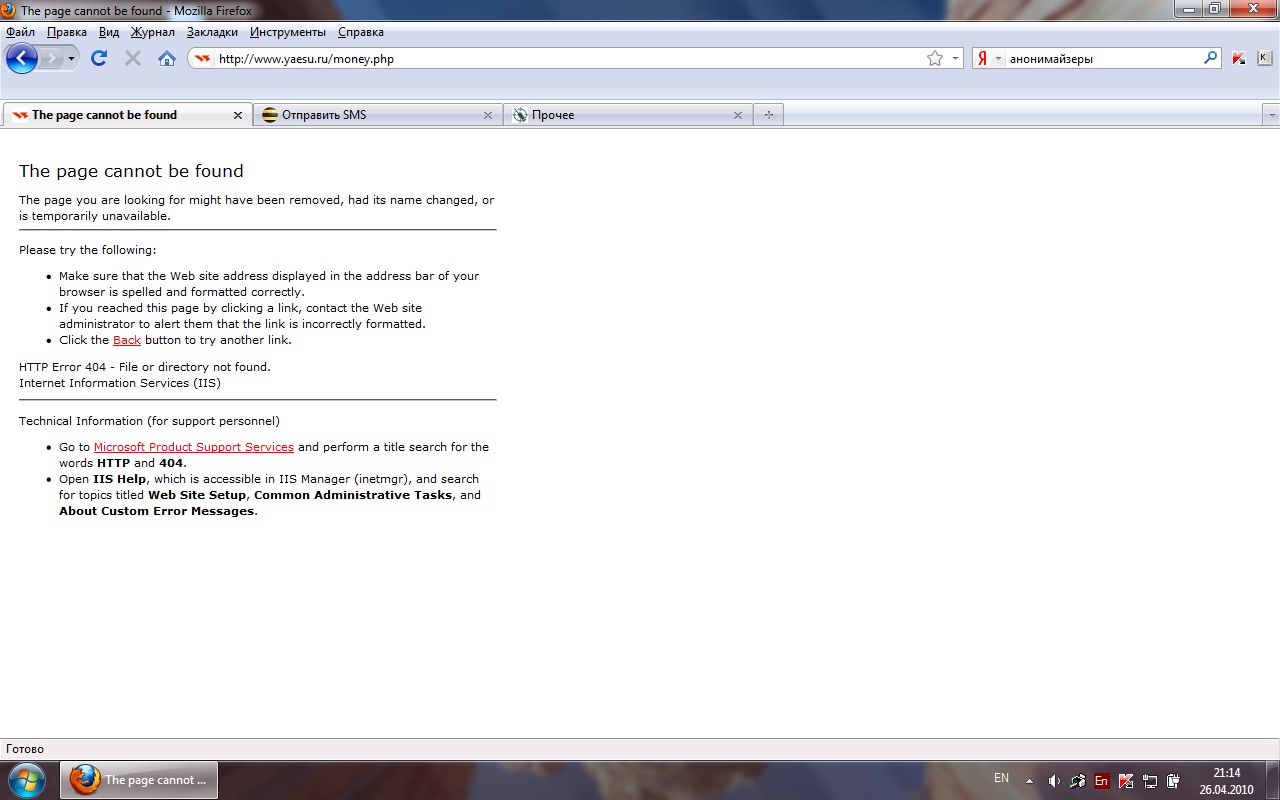 The page cannot be found - Mozilla Firefox
Файл Правка Вид Журнал Закладки Инструменты Справка
http://www.yaesu.ru/money.php
Я анонимайзеры
K
The page cannot be found Отправить SMS Прочее
The page cannot be found
The page you are looking for might have been removed, had its name changed, or
is temporarily unavailable.
Please try the following:
Make sure that the Web site address displayed in the address bar of your
browser is spelled and formatted correctly.
If you reached this page by clicking a link, contact the Web site
administrator to alert them that the link is incorrectly formatted.
Click the Back button to try another link.
HTTP Error 404 - File or directory not found.
Internet Information Services (IIS)
Technical Information (for support personnel)
Go to Microsoft Product Support Services and perform a title search for the
words HTTP and 404.
Open IIS Help, which is accessible in IIS Manager (inetmgr), and search
for topics titled Web Site Setup, Common Administrative Tasks, and
About Custom Error Messages.
Готово
The page cannot ...
EN
En
21:14
26.04.2010